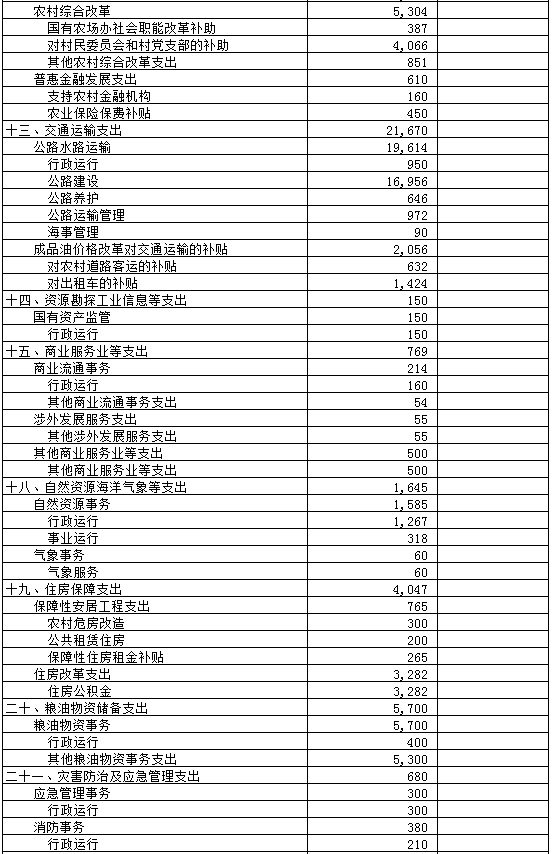 农村综合改革 5,304
国有农场办社会职能改革补助 387
对村民委员会和村党支部的补助 4,066
其他农村综合改革支出 851
普惠金融发展支出 610
支持农村金融机构 160
农业保险保费补贴 450
十三、交通运输支出 21,670
公路水路运输 19,614
行政运行 950
公路建设 16,956
公路养护 646
公路运输管理 972
海事管理 90
成品油价格改革对交通运输的补贴 2,056
对农村道路客运的补贴 632
对出租车的补贴 1,424
十四、资源勘探工业信息等支出 150
国有资产监管 150
行政运行 150
十五、商业服务业等支出 769
商业流通事务 214
行政运行 160
其他商业流通事务支出 54
涉外发展服务支出 55
其他涉外发展服务支出 55
其他商业服务业等支出 500
其他商业服务业等支出 500
十八、自然资源海洋气象等支出 1,645
自然资源事务 1,585
行政运行 1,267
事业运行 318
气象事务 60
气象服务 60
十九、住房保障支出 4,047
保障性安居工程支出 765
农村危房改造 300
公共租赁住房 200
保障性住房租金补贴 265
住房改革支出 3,282
住房公积金 3,282
二十、粮油物资储备支出 5,700
粮油物资事务 5,700
行政运行 400
其他粮油物资事务支出 5,300
二十一、灾害防治及应急管理支出 680
应急管理事务 300
行政运行 300
消防事务 380
行政运行 210